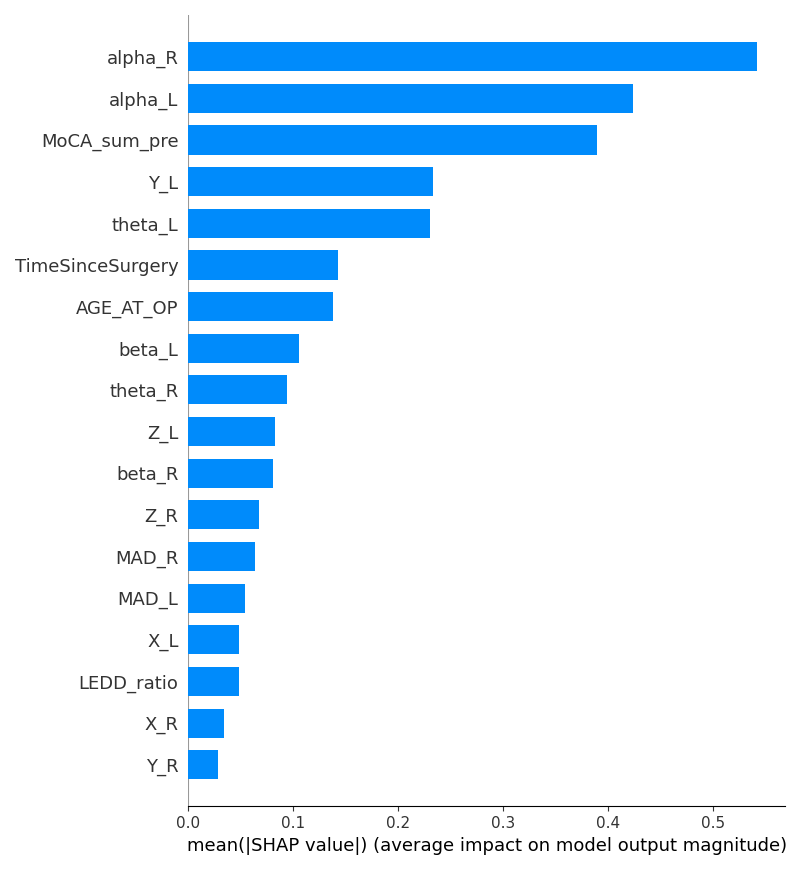 alpha_R
alpha_L
MoCA_sum_pre
Y_L
theta_L
TimeSinceSurgery
AGE_AT_OP
beta_L
theta_R
Z_L
beta_R
Z_R
MAD_R
MAD_L
X_L
LEDD_ratio
X_R
Y_R
0.0 0.1 0.2 0.3 0.4 0.5
mean(|SHAP value|) (average impact on model output magnitude)